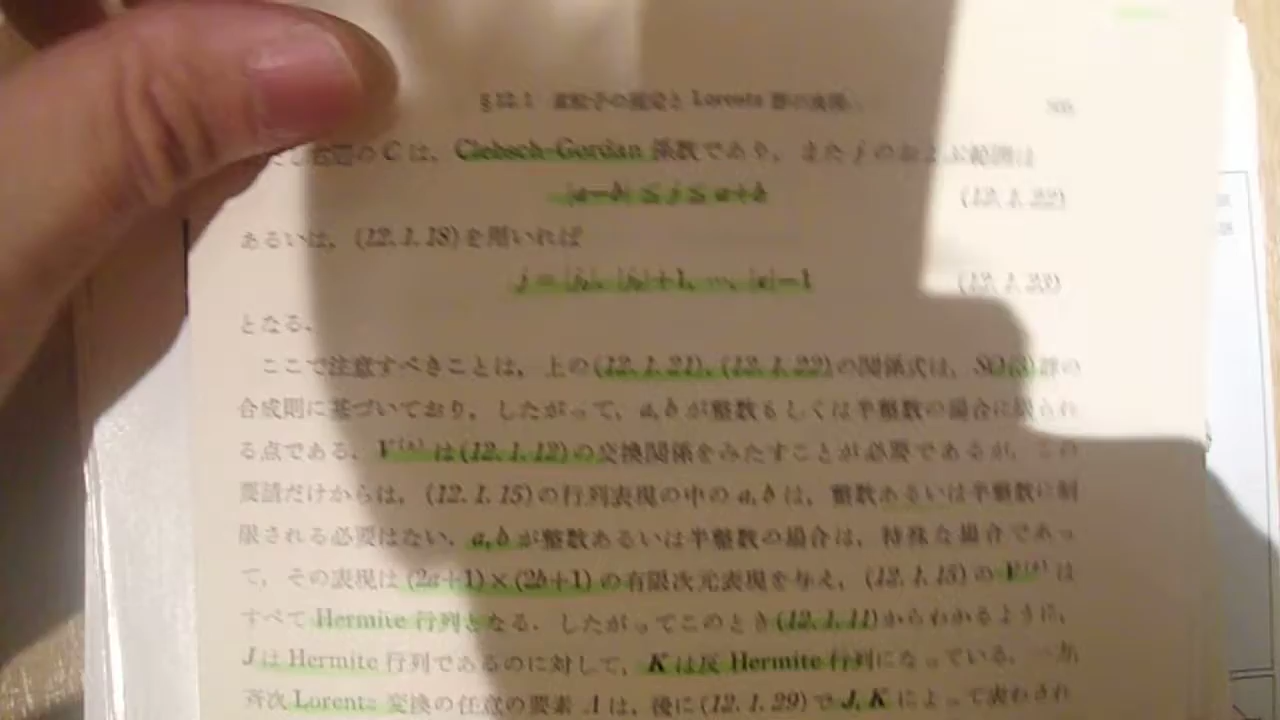 §12.1 素粒子の描像と Lorentz 群の表現 305
右辺の C は，Clebsch-Gordan 係数であり，また j のおよぶ範囲は
|a−b| ≦ j ≦ a+b (12.1.22)
あるいは，(12.1.18)を用いれば
j = |j₀|, |j₀|+1, …, |κ|−1 (12.1.23)
となる．
ここで注意すべきことは，上の(12.1.21)，(12.1.22)の関係式は，SO(3)群の
合成則に基づいており，したがって，a, b が整数もしくは半整数の場合に限られ
る点である．V⁽ˢ⁾ は(12.1.12)の交換関係をみたすことが必要であるが，この
要請だけからは，(12.1.15)の行列表現の中の a, b は，整数あるいは半整数に制
限される必要はない．a, b が整数あるいは半整数の場合は，特殊な場合であっ
て，その表現は (2a+1)×(2b+1) の有限次元表現を与え，(12.1.15) の V⁽ˢ⁾ は
すべて Hermite 行列となる．したがってこのとき(12.1.11)からわかるように，
J は Hermite 行列であるのに対して，K は反 Hermite 行列になっている．一方
斉次 Lorentz 変換の任意の要素 Λ は，後に(12.1.29)で J, K によって表わされ